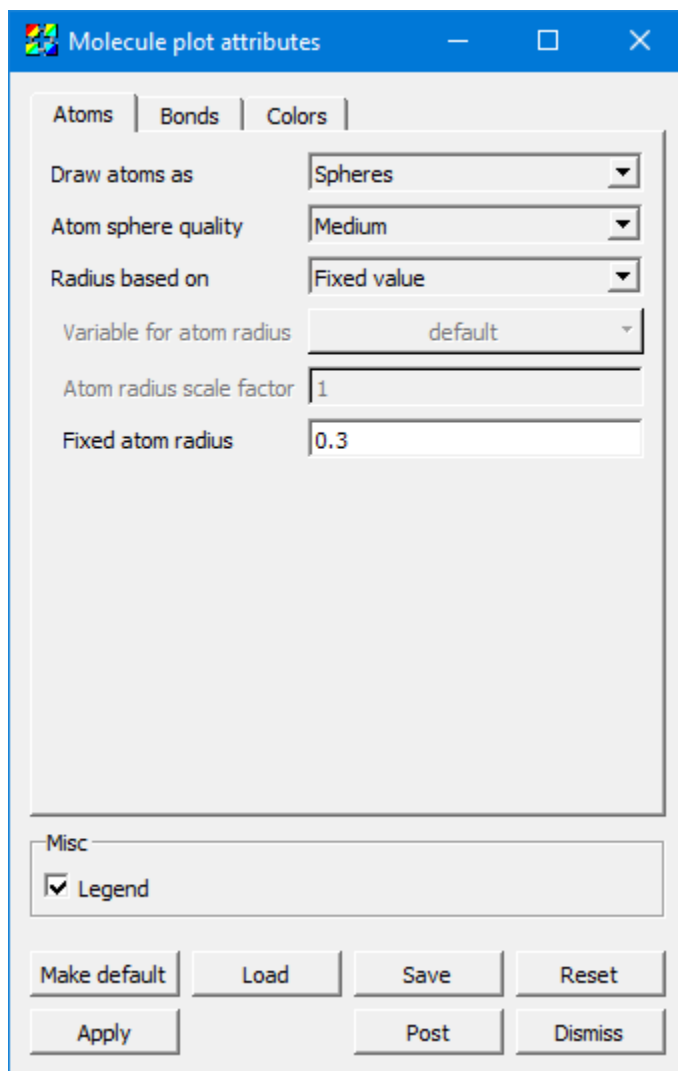 Molecule plot attributes
Atoms Bonds Colors
Draw atoms as Spheres
Atom sphere quality Medium
Radius based on Fixed value
Variable for atom radius default
Atom radius scale factor 1
Fixed atom radius 0.3
Misc
Legend
Make default Load Save Reset
Apply Post Dismiss